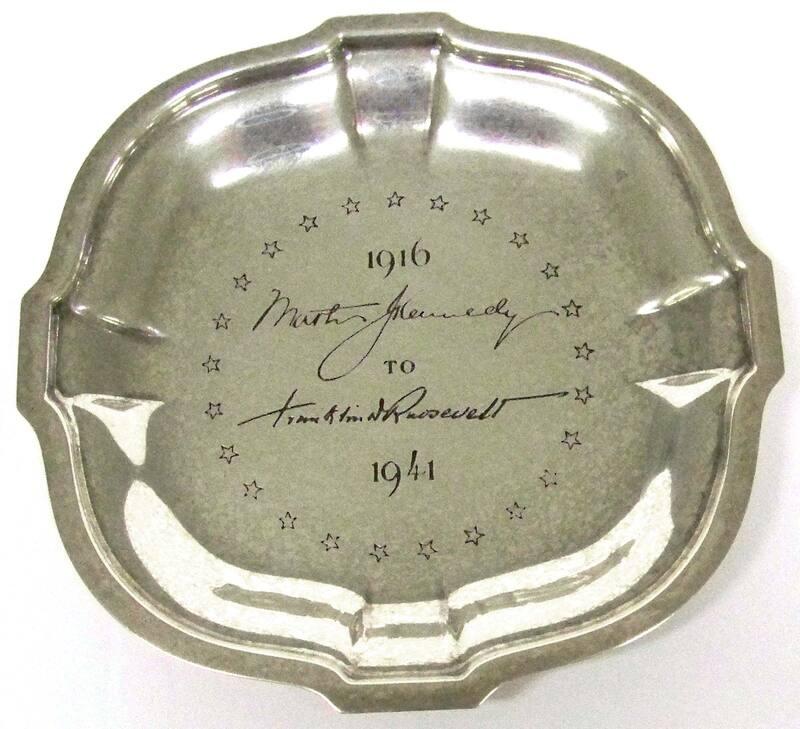 1916
Martin J Kennedy
TO
Franklin D Roosevelt
1941